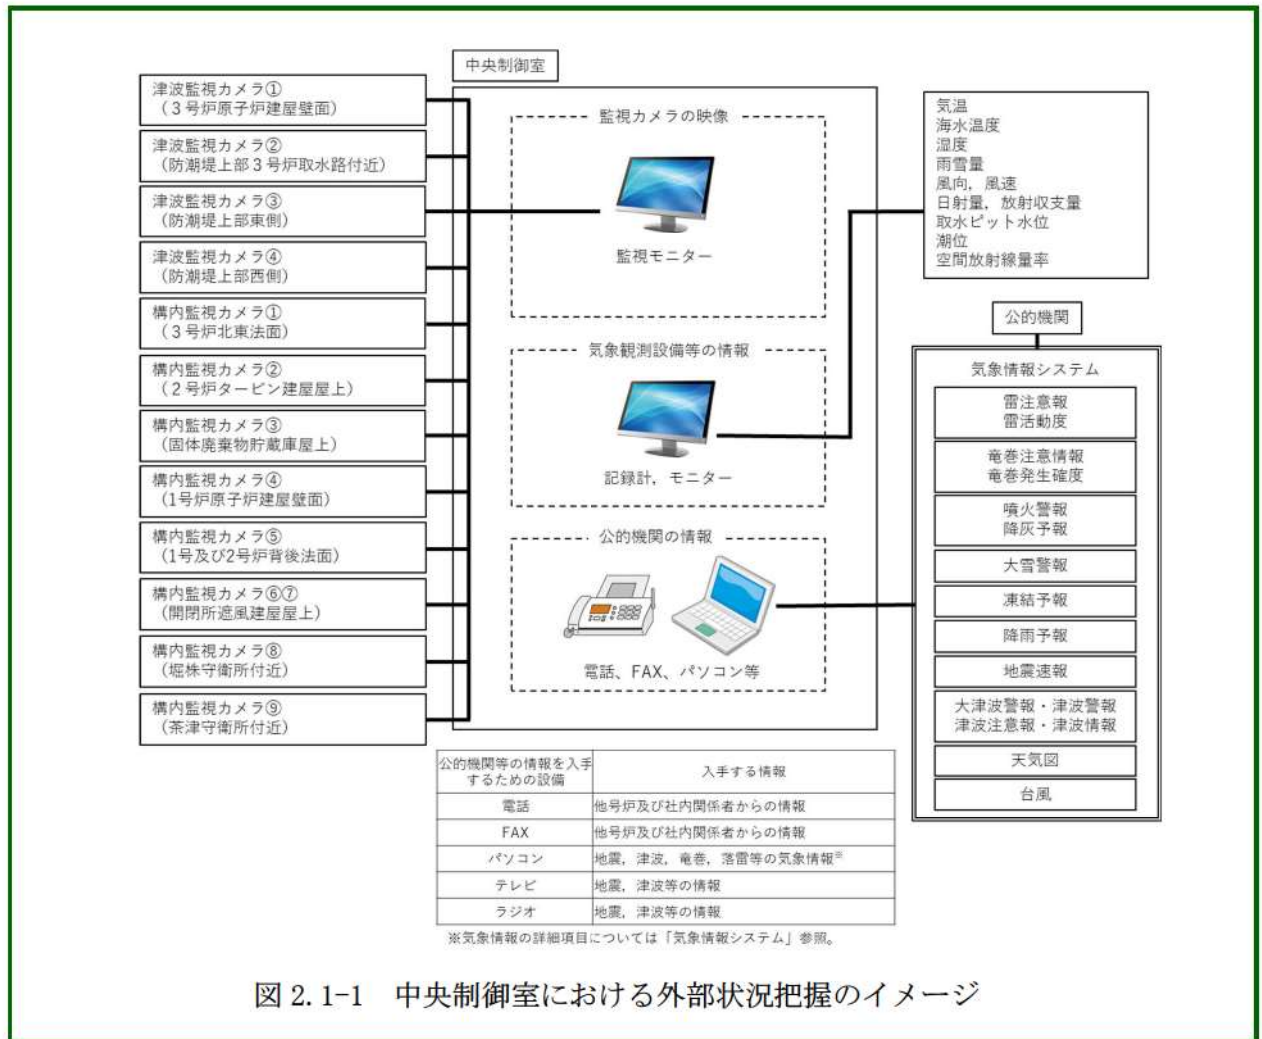 中央制御室
津波監視カメラ①
（３号炉原子炉建屋壁面）
津波監視カメラ②
（防潮堤上部３号炉取水路付近）
津波監視カメラ③
（防潮堤上部東側）
津波監視カメラ④
（防潮堤上部西側）
構内監視カメラ①
（３号炉北東法面）
構内監視カメラ②
（２号炉タービン建屋屋上）
構内監視カメラ③
（固体廃棄物貯蔵庫屋上）
構内監視カメラ④
（1号炉原子炉建屋壁面）
構内監視カメラ⑤
（1号及び2号炉背後法面）
構内監視カメラ⑥⑦
（開閉所遮風建屋屋上）
構内監視カメラ⑧
（堀株守衛所付近）
構内監視カメラ⑨
（茶津守衛所付近）
監視カメラの映像
監視モニター
気象観測設備等の情報
記録計，モニター
公的機関の情報
電話、FAX、パソコン等
気温
海水温度
湿度
雨雪量
風向，風速
日射量，放射収支量
取水ピット水位
潮位
空間放射線量率
公的機関
気象情報システム
雷注意報
雷活動度
竜巻注意情報
竜巻発生確度
噴火警報
降灰予報
大雪警報
凍結予報
降雨予報
地震速報
大津波警報・津波警報
津波注意報・津波情報
天気図
台風
公的機関等の情報を入手
するための設備
入手する情報
電話
他号炉及び社内関係者からの情報
FAX
他号炉及び社内関係者からの情報
パソコン
地震，津波，竜巻，落雷等の気象情報※
テレビ
地震，津波等の情報
ラジオ
地震，津波等の情報
※気象情報の詳細項目については「気象情報システム」参照。
図 2.1-1　中央制御室における外部状況把握のイメージ